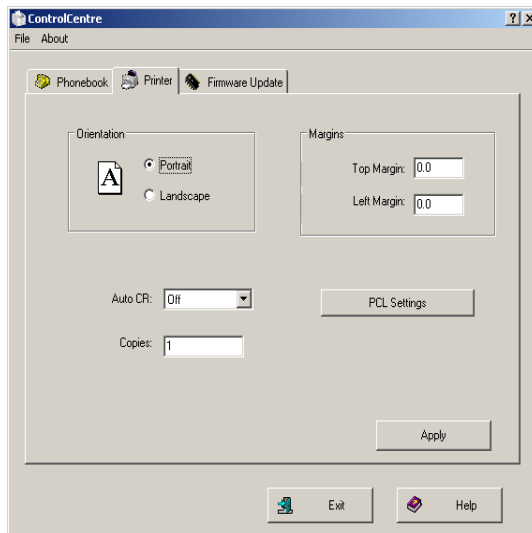 ControlCentre
File About
Phonebook Printer Firmware Update
Orientation
A
Portrait
Landscape
Margins
Top Margin: 0.0
Left Margin: 0.0
Auto CR: Off
Copies: 1
PCL Settings
Apply
Exit Help